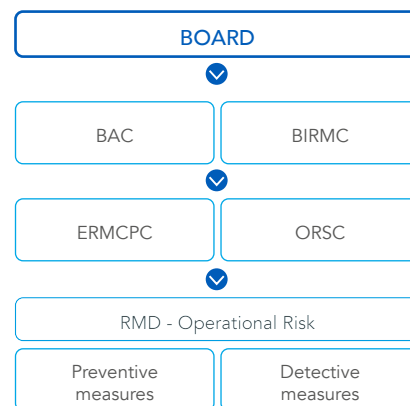 BOARD
BAC
BIRMC
ERMCPC
ORSC
RMD - Operational Risk
Preventive
measures
Detective
measures